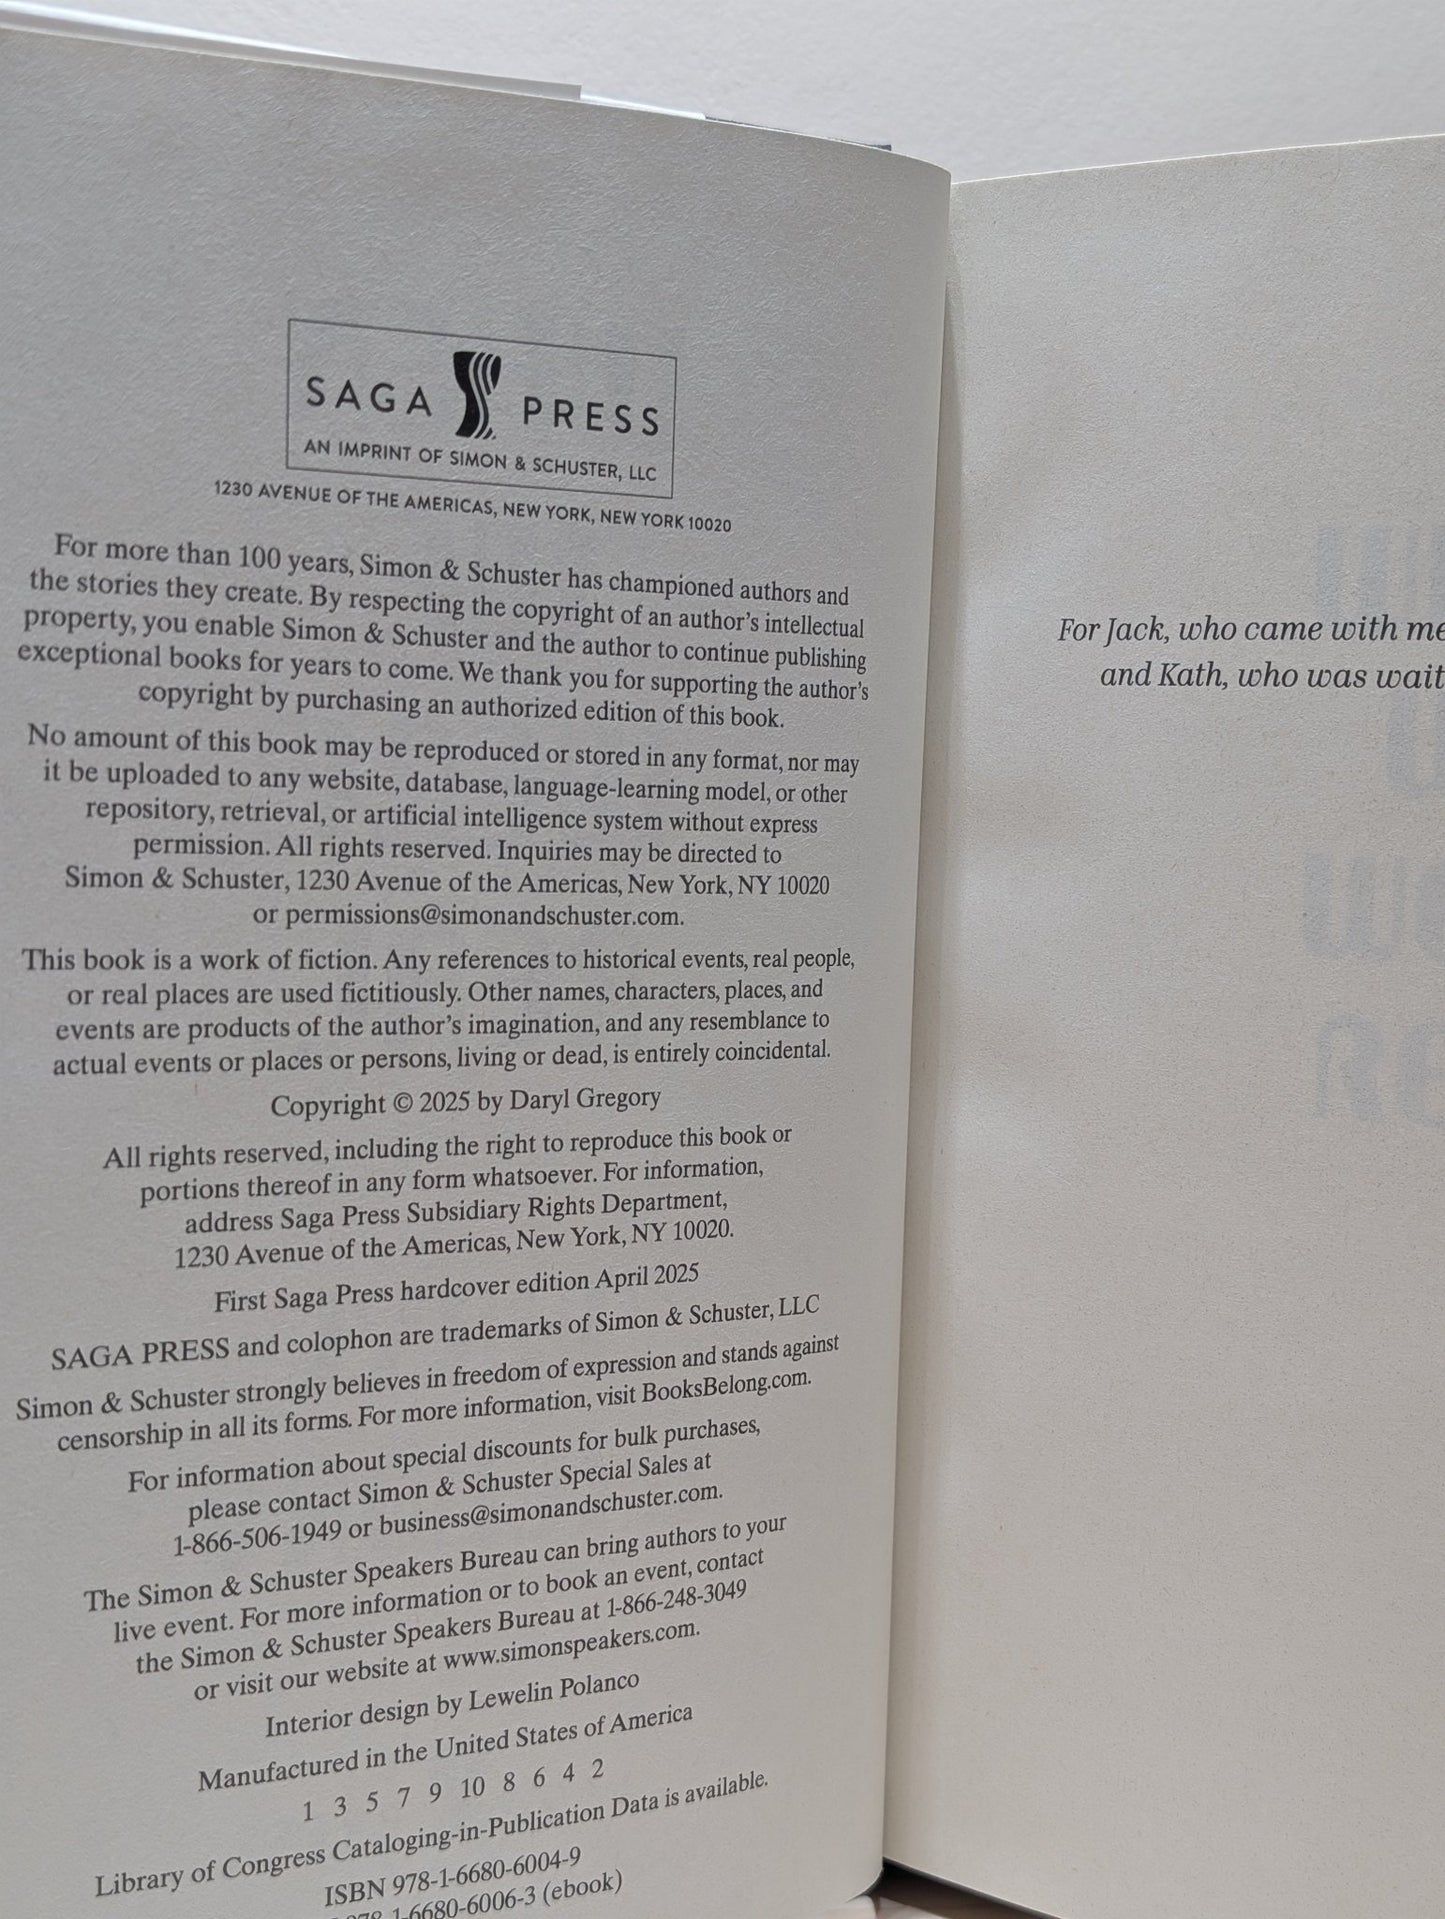 SAGA PRESS
AN IMPRINT OF SIMON & SCHUSTER, LLC
1230 AVENUE OF THE AMERICAS, NEW YORK, NEW YORK 10020
For more than 100 years, Simon & Schuster has championed authors and
the stories they create. By respecting the copyright of an author's intellectual
property, you enable Simon & Schuster and the author to continue publishing
exceptional books for years to come. We thank you for supporting the author's
copyright by purchasing an authorized edition of this book.
No amount of this book may be reproduced or stored in any format, nor may
it be uploaded to any website, database, language-learning model, or other
repository, retrieval, or artificial intelligence system without express
permission. All rights reserved. Inquiries may be directed to
Simon & Schuster, 1230 Avenue of the Americas, New York, NY 10020
or permissions@simonandschuster.com.
This book is a work of fiction. Any references to historical events, real people,
or real places are used fictitiously. Other names, characters, places, and
events are products of the author's imagination, and any resemblance to
actual events or places or persons, living or dead, is entirely coincidental.
Copyright © 2025 by Daryl Gregory
All rights reserved, including the right to reproduce this book or
portions thereof in any form whatsoever. For information,
address Saga Press Subsidiary Rights Department,
1230 Avenue of the Americas, New York, NY 10020.
First Saga Press hardcover edition April 2025
SAGA PRESS and colophon are trademarks of Simon & Schuster, LLC
Simon & Schuster strongly believes in freedom of expression and stands against
censorship in all its forms. For more information, visit BooksBelong.com.
For information about special discounts for bulk purchases,
please contact Simon & Schuster Special Sales at
1-866-506-1949 or business@simonandschuster.com.
The Simon & Schuster Speakers Bureau can bring authors to your
live event. For more information or to book an event, contact
the Simon & Schuster Speakers Bureau at 1-866-248-3049
or visit our website at www.simonspeakers.com.
Interior design by Lewelin Polanco
Manufactured in the United States of America
1 3 5 7 9 10 8 6 4 2
Library of Congress Cataloging-in-Publication Data is available.
ISBN 978-1-6680-6004-9
978-1-6680-6006-3 (ebook)
For Jack, who came with me
and Kath, who was wait